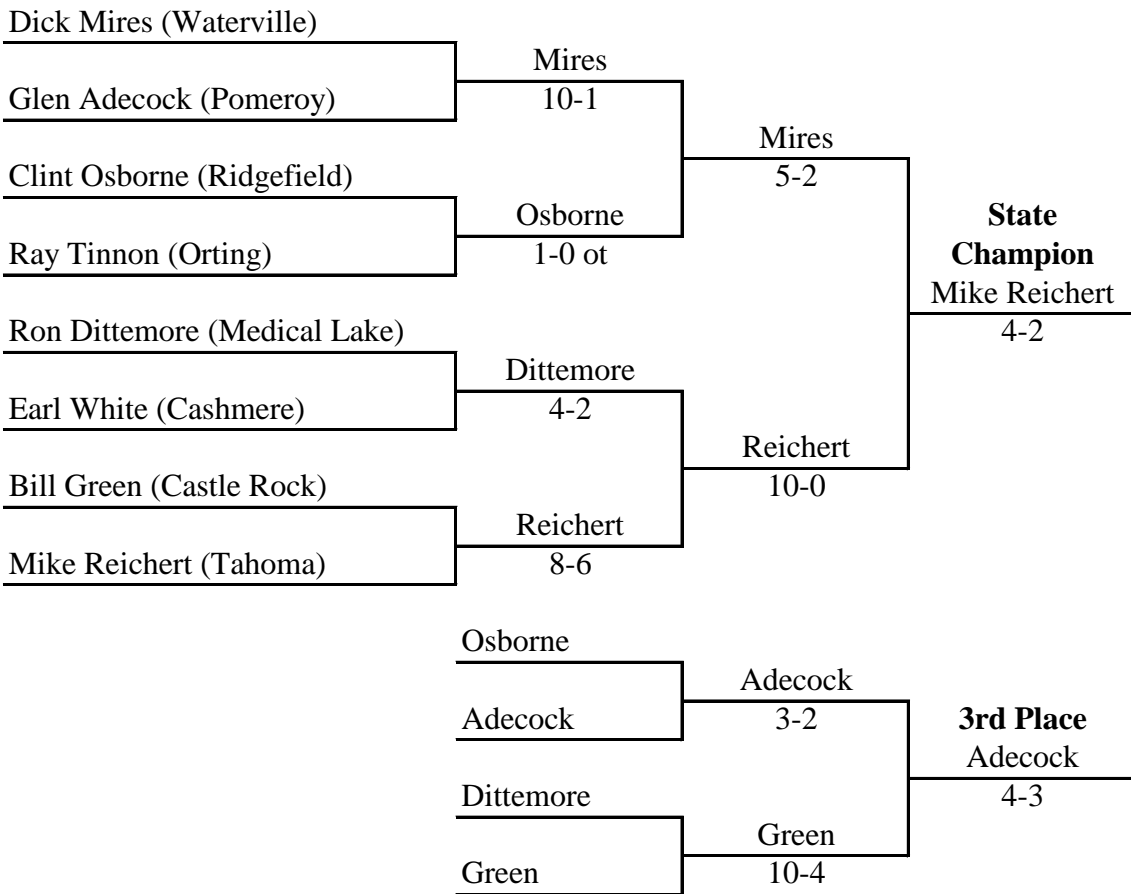 Dick Mires (Waterville)
Mires
Glen Adecock (Pomeroy)
10-1
Mires
Clint Osborne (Ridgefield)
5-2
Osborne
State
Ray Tinnon (Orting)
1-0 ot
Champion
Mike Reichert
Ron Dittemore (Medical Lake)
4-2
Dittemore
Earl White (Cashmere)
4-2
Reichert
Bill Green (Castle Rock)
10-0
Reichert
Mike Reichert (Tahoma)
8-6
Osborne
Adecock
Adecock
3-2
3rd Place
Adecock
Dittemore
4-3
Green
Green
10-4